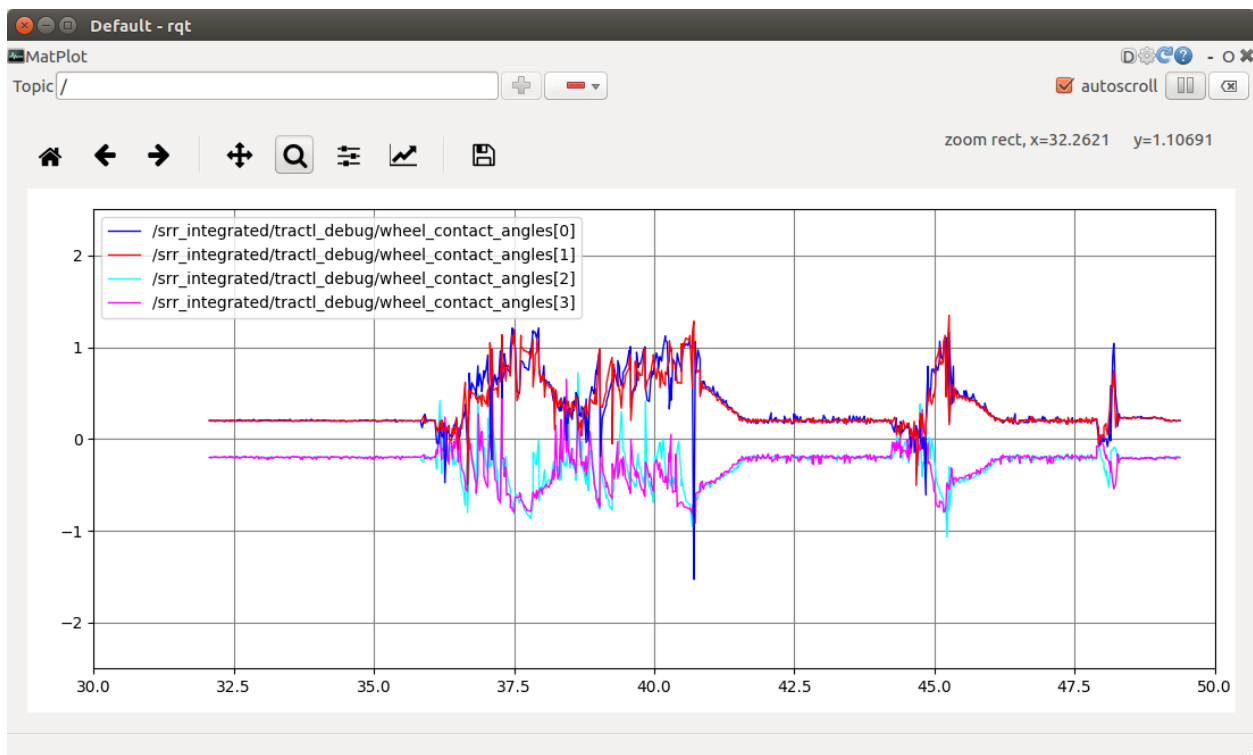 Default - rqt
MatPlot
D ? - O ✖
Topic / autoscroll
zoom rect, x=32.2621 y=1.10691
/srr_integrated/tractl_debug/wheel_contact_angles[0]
/srr_integrated/tractl_debug/wheel_contact_angles[1]
/srr_integrated/tractl_debug/wheel_contact_angles[2]
/srr_integrated/tractl_debug/wheel_contact_angles[3]
2
1
0
−1
−2
30.0 32.5 35.0 37.5 40.0 42.5 45.0 47.5 50.0